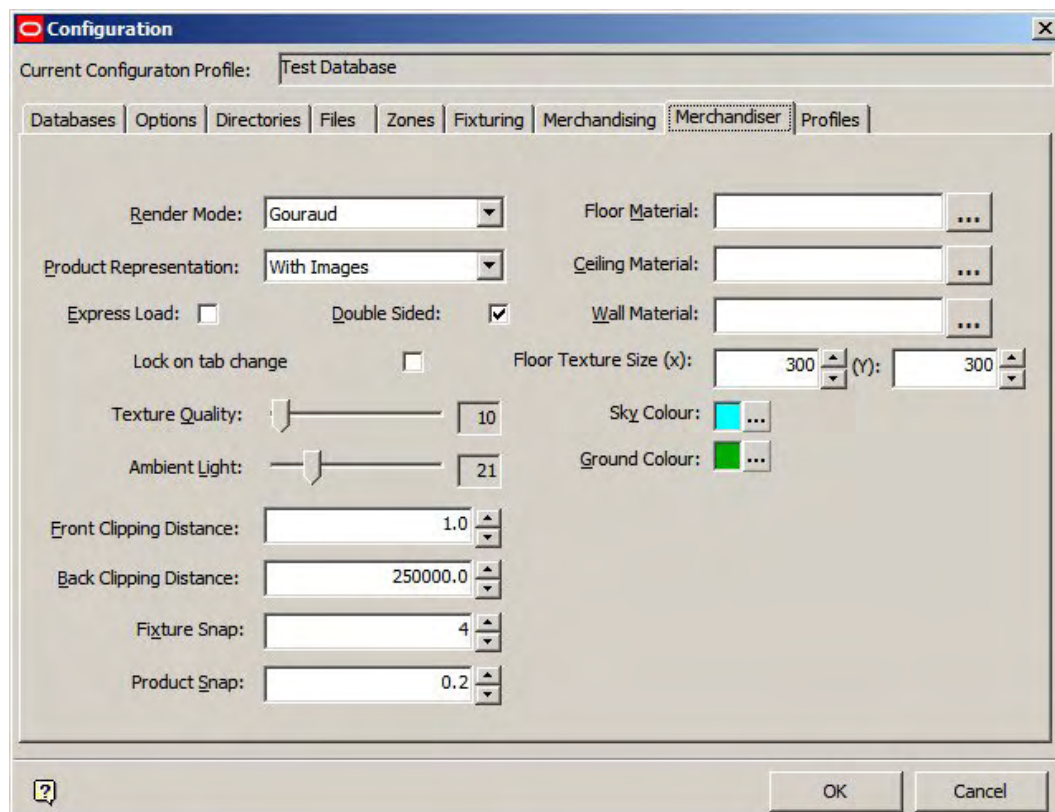 Configuration
Current Configuraton Profile: Test Database
Databases Options Directories Files Zones Fixturing Merchandising Merchandiser Profiles
Render Mode: Gouraud
Product Representation: With Images
Express Load: Double Sided:
Lock on tab change
Texture Quality: 10
Ambient Light: 21
Front Clipping Distance: 1.0
Back Clipping Distance: 250000.0
Fixture Snap: 4
Product Snap: 0.2
Floor Material: ...
Ceiling Material: ...
Wall Material: ...
Floor Texture Size (x): 300 (Y): 300
Sky Colour: ...
Ground Colour: ...
?
OK Cancel